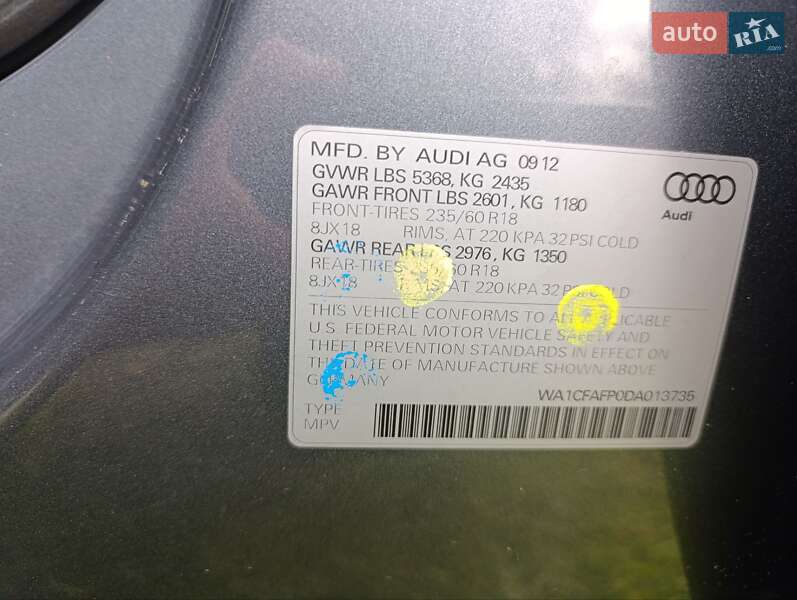 auto RIA .com
MFD. BY AUDI AG 09 12
GVWR LBS 5368, KG 2435
GAWR FRONT LBS 2601, KG 1180
FRONT-TIRES 235/60 R18
8JX18 RIMS, AT 220 KPA 32 PSI COLD
GAWR REAR LBS 2976, KG 1350
REAR-TIRES R18
8JX18 AT 220 KPA 32 PSI COLD
THIS VEHICLE CONFORMS TO ALL APPLICABLE
U.S. FEDERAL MOTOR VEHICLE SAFETY AND
THEFT PREVENTION STANDARDS IN EFFECT ON
THE DATE OF MANUFACTURE SHOWN ABOVE
GERMANY
WA1CFAFP0DA013735
TYPE
MPV
Audi